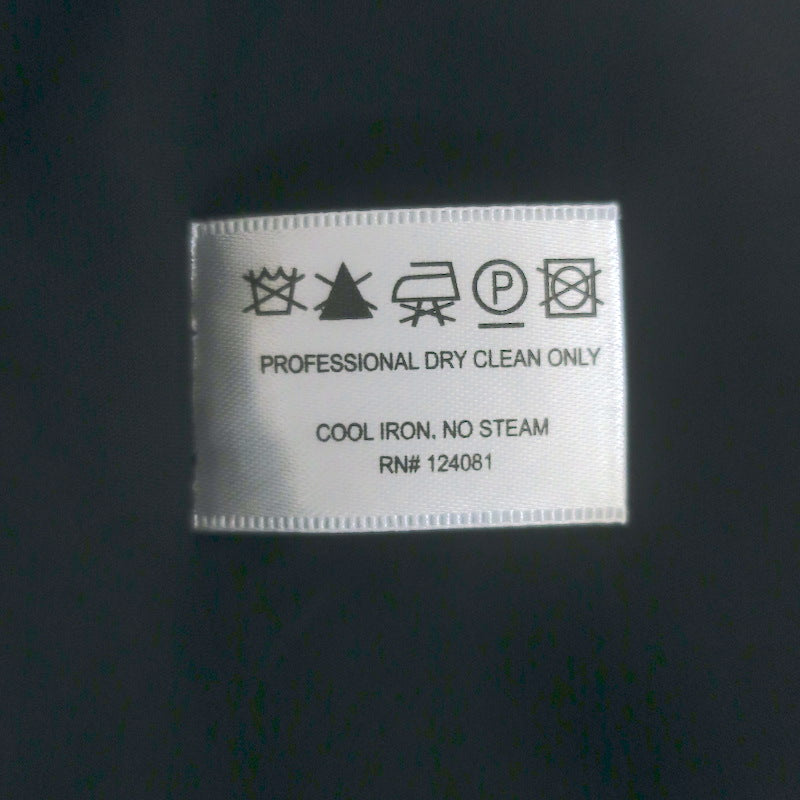 P
PROFESSIONAL DRY CLEAN ONLY
COOL IRON, NO STEAM
RN# 124081